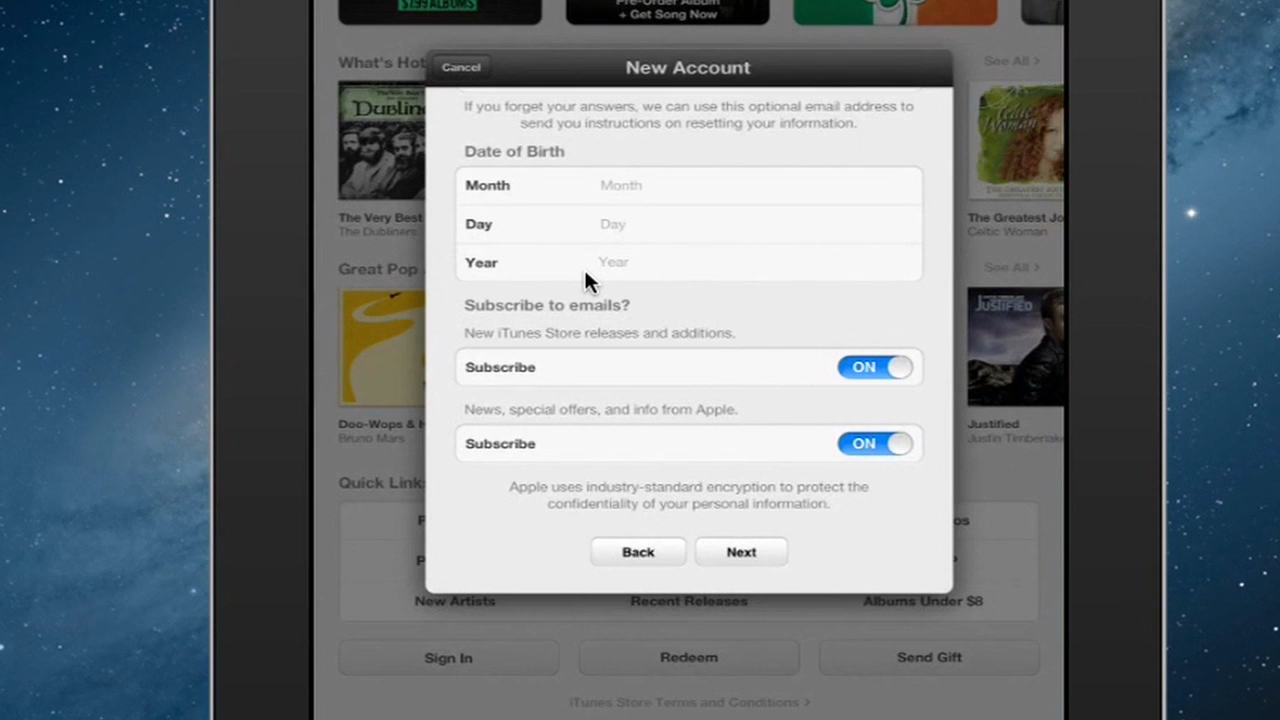 $7.99 ALBUMS
Pre-Order Album
+ Get Song Now
What's Hot
See All >
Cancel
New Account
If you forget your answers, we can use this optional email address to
send you instructions on resetting your information.
Date of Birth
Month Month
Day Day
Year Year
Subscribe to emails?
New iTunes Store releases and additions.
Subscribe ON
News, special offers, and info from Apple.
Subscribe ON
Apple uses industry-standard encryption to protect the
confidentiality of your personal information.
Back Next
The Very Best
The Dubliners
The Greatest Jo
Celtic Woman
Great Pop
See All >
JUSTIFIED
Doo-Wops & H
Bruno Mars
Justified
Justin Timberlake
Quick Link
New Artists
Recent Releases
Albums Under $8
Sign In
Redeem
Send Gift
iTunes Store Terms and Conditions >